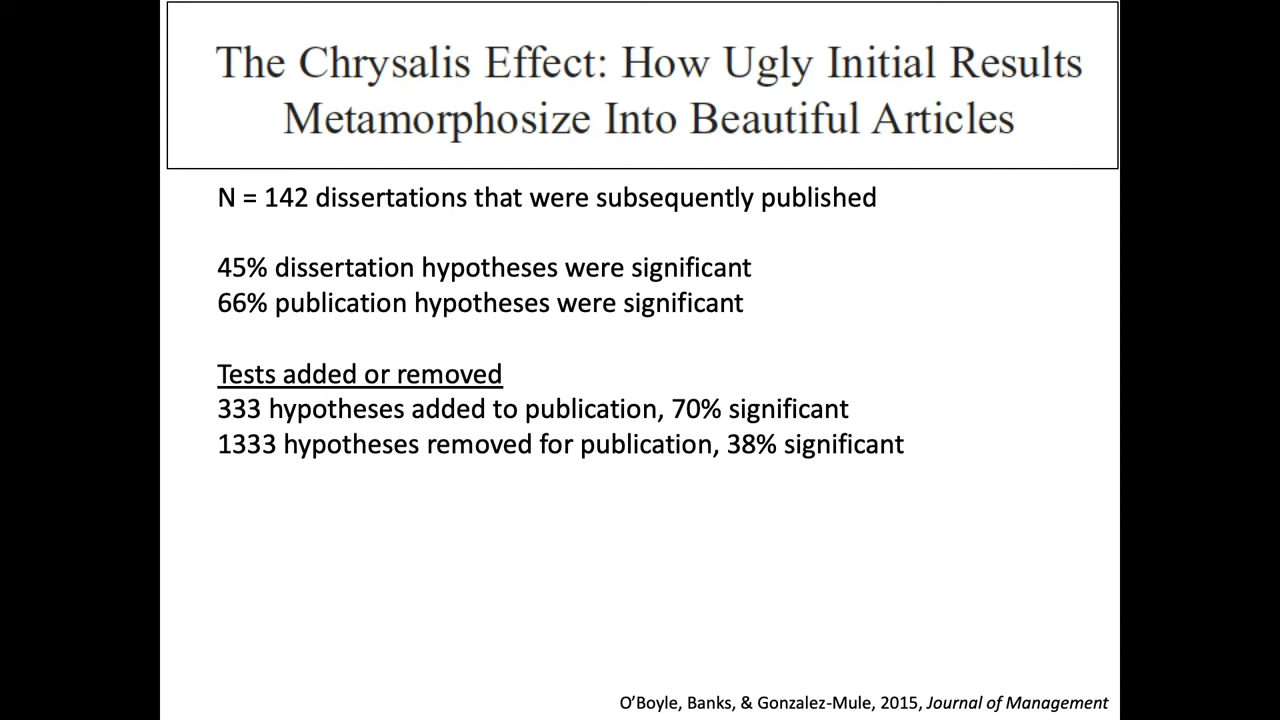 The Chrysalis Effect: How Ugly Initial Results
Metamorphosize Into Beautiful Articles
N = 142 dissertations that were subsequently published
45% dissertation hypotheses were significant
66% publication hypotheses were significant
Tests added or removed
333 hypotheses added to publication, 70% significant
1333 hypotheses removed for publication, 38% significant
O’Boyle, Banks, & Gonzalez-Mule, 2015, Journal of Management